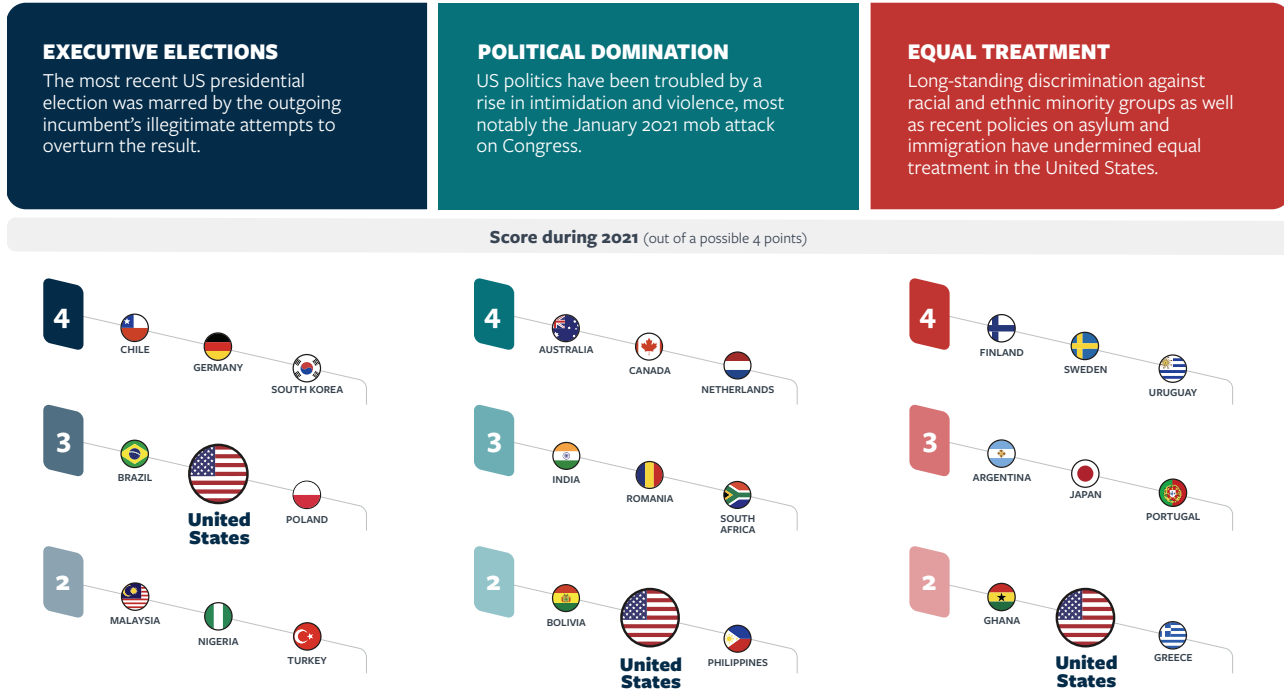 EXECUTIVE ELECTIONS
The most recent US presidential
election was marred by the outgoing
incumbent's illegitimate attempts to
overturn the result.
POLITICAL DOMINATION
US politics have been troubled by a
rise in intimidation and violence, most
notably the January 2021 mob attack
on Congress.
EQUAL TREATMENT
Long-standing discrimination against
racial and ethnic minority groups as well
as recent policies on asylum and
immigration have undermined equal
treatment in the United States.
Score during 2021 (out of a possible 4 points)
4
CHILE
GERMANY
SOUTH KOREA
3
BRAZIL
United
States
POLAND
2
MALAYSIA
NIGERIA
TURKEY
4
AUSTRALIA
CANADA
NETHERLANDS
3
INDIA
ROMANIA
SOUTH
AFRICA
2
BOLIVIA
United
States
PHILIPPINES
4
FINLAND
SWEDEN
URUGUAY
3
ARGENTINA
JAPAN
PORTUGAL
2
GHANA
United
States
GREECE